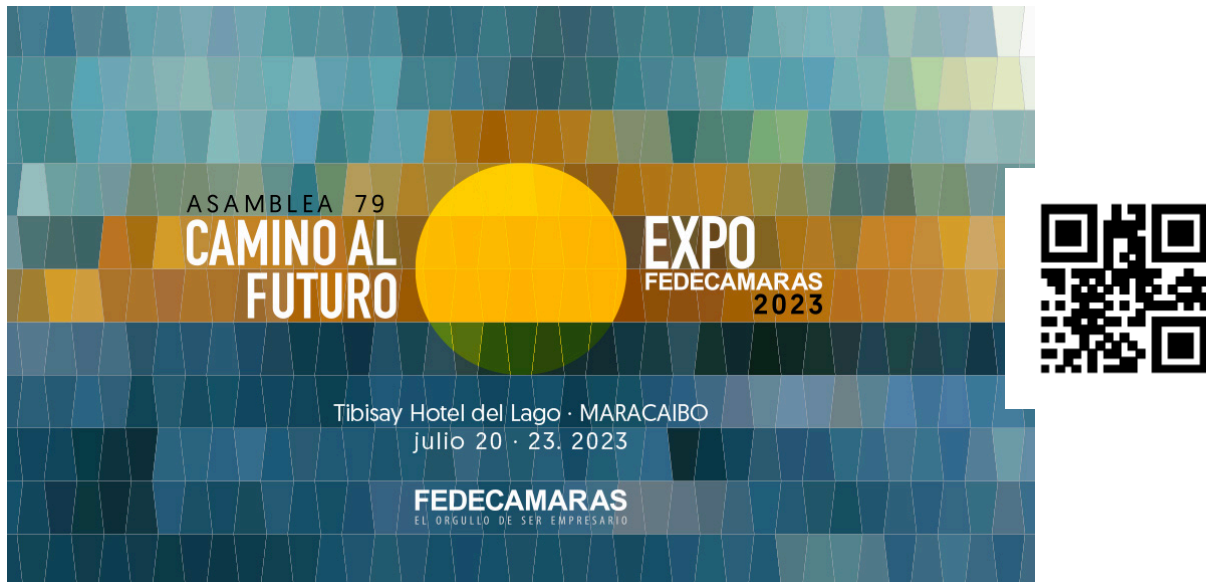 ASAMBLEA 79
CAMINO AL
FUTURO
EXPO
FEDECAMARAS
2023
Tibisay Hotel del Lago · MARACAIBO
julio 20 · 23. 2023
FEDECAMARAS
EL ORGULLO DE SER EMPRESARIO